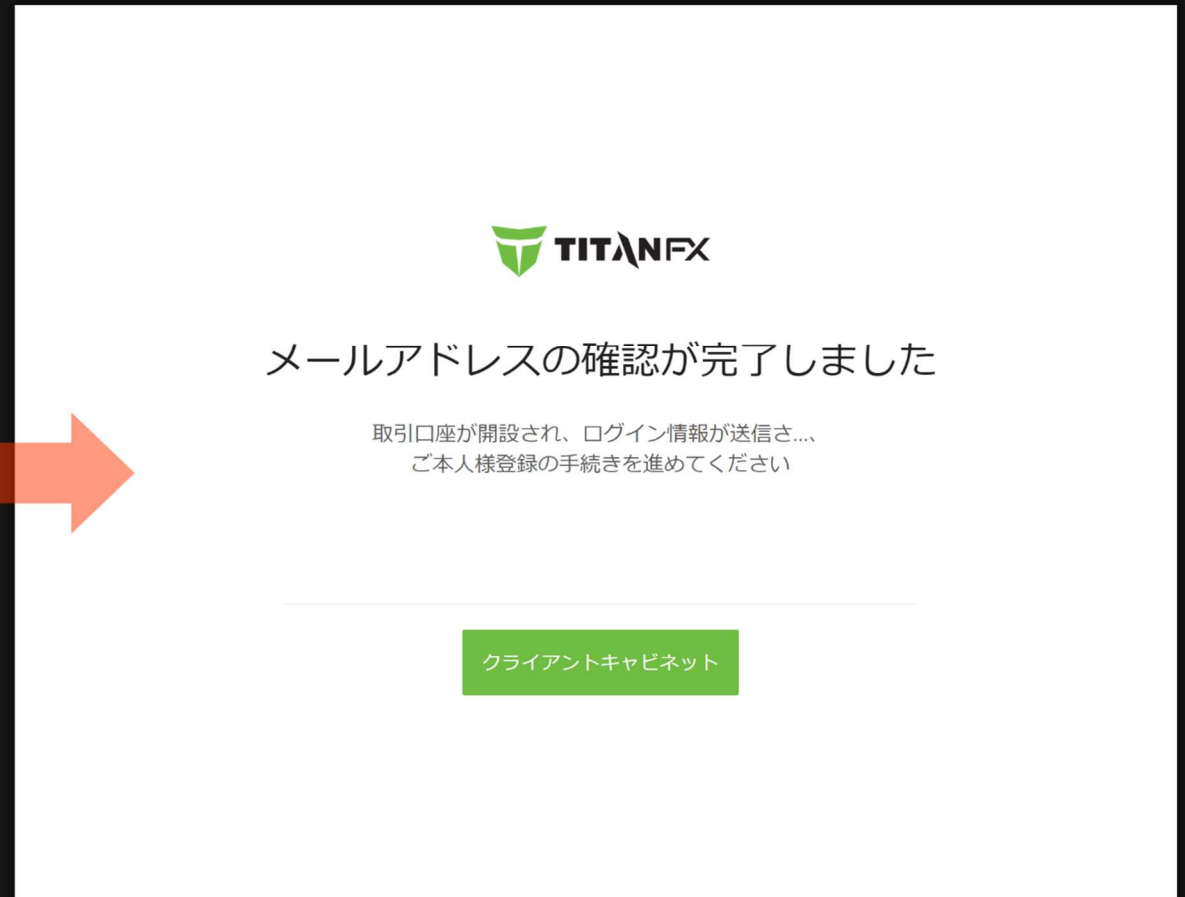 TITANFX
メールアドレスの確認が完了しました
取引口座が開設され、ログイン情報が送信さ...、
ご本人様登録の手続きを進めてください
クライアントキャビネット